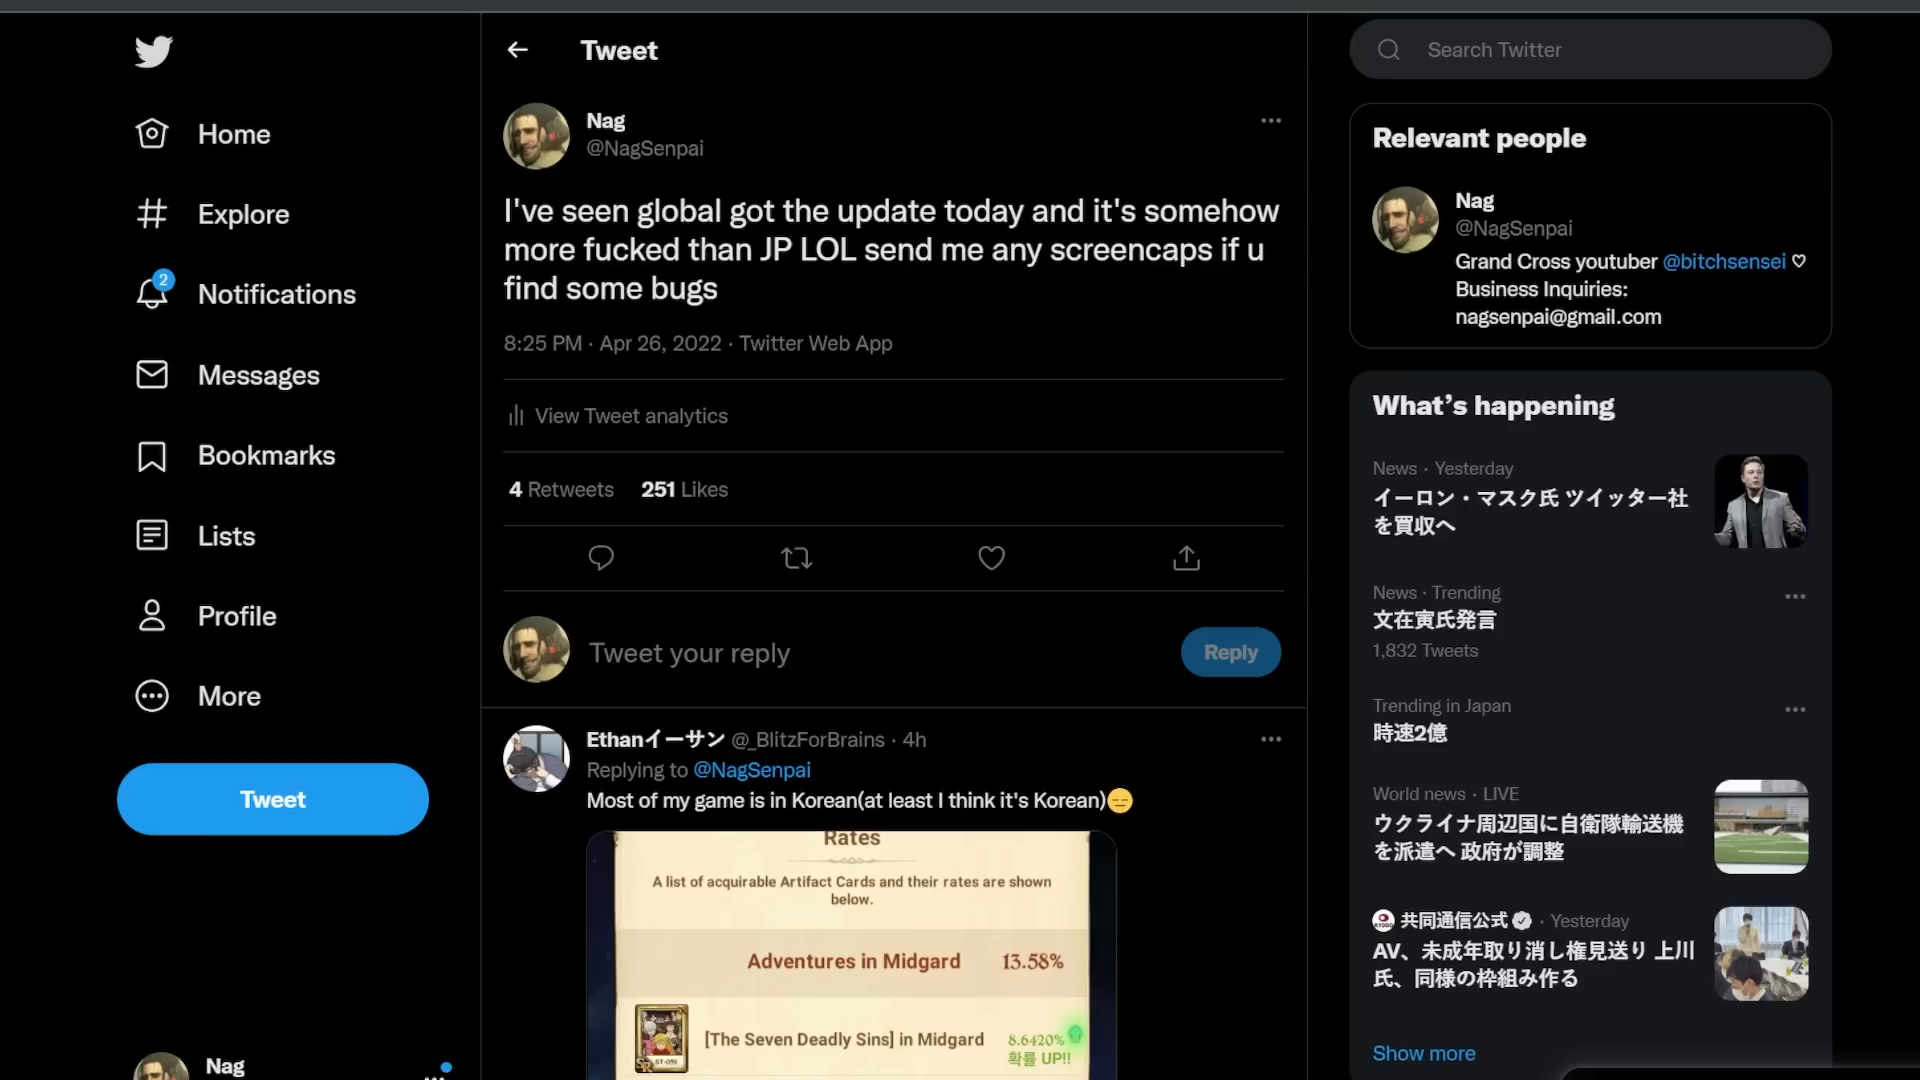 Home
Explore
2
Notifications
Messages
Bookmarks
Lists
Profile
More
Tweet
Nag
Tweet
Nag
@NagSenpai
I've seen global got the update today and it's somehow
more fucked than JP LOL send me any screencaps if u
find some bugs
8:25 PM · Apr 26, 2022 · Twitter Web App
View Tweet analytics
4 Retweets 251 Likes
Tweet your reply
Reply
Ethanイーサン @_BlitzForBrains · 4h
Replying to @NagSenpai
Most of my game is in Korean(at least I think it's Korean)😑
Rates
A list of acquirable Artifact Cards and their rates are shown
below.
Adventures in Midgard 13.58%
ST-059
SR
[The Seven Deadly Sins] in Midgard 8.6420%
확률 UP!!
Search Twitter
Relevant people
Nag
@NagSenpai
Grand Cross youtuber @bitchsensei ♡
Business Inquiries:
nagsenpai@gmail.com
What's happening
News · Yesterday
イーロン・マスク氏 ツイッター社
を買収へ
News · Trending
文在寅氏発言
1,832 Tweets
Trending in Japan
時速2億
World news · LIVE
ウクライナ周辺国に自衛隊輸送機
を派遣へ 政府が調整
共同通信公式 · Yesterday
AV、未成年取り消し権見送り 上川
氏、同様の枠組み作る
Show more